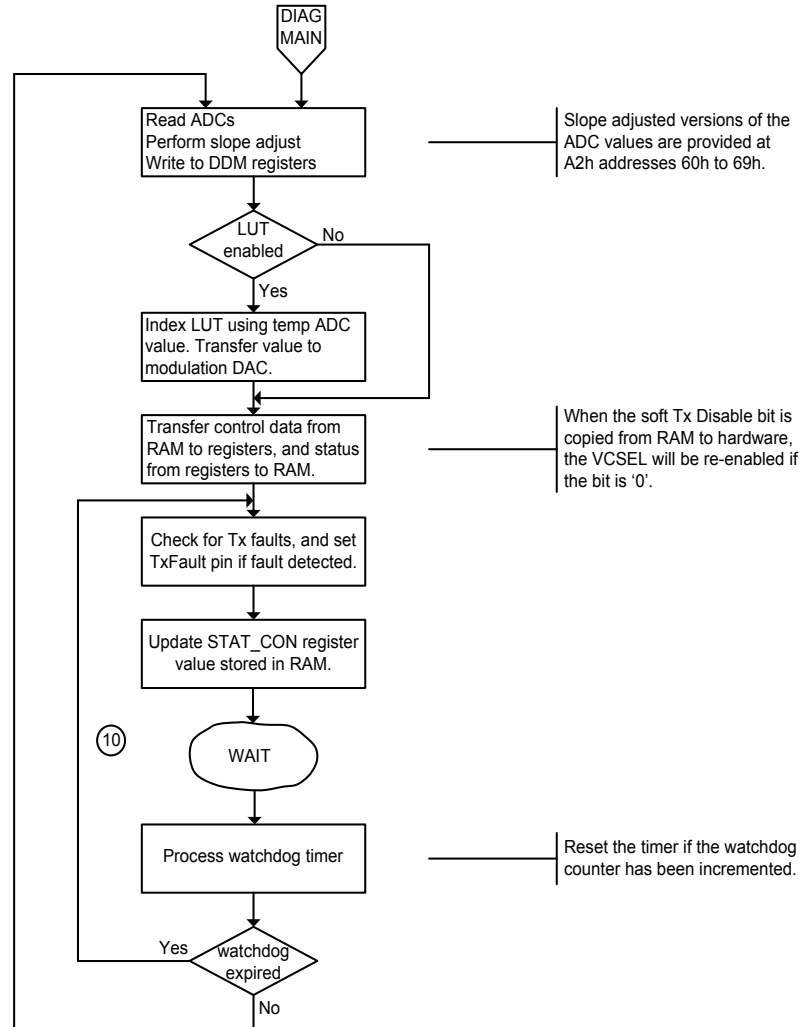 DIAG
MAIN
Read ADCs
Perform slope adjust
Write to DDM registers
Slope adjusted versions of the
ADC values are provided at
A2h addresses 60h to 69h.
LUT
enabled
No
Yes
Index LUT using temp ADC
value. Transfer value to
modulation DAC.
Transfer control data from
RAM to registers, and status
from registers to RAM.
When the soft Tx Disable bit is
copied from RAM to hardware,
the VCSEL will be re-enabled if
the bit is ‘0’.
Check for Tx faults, and set
TxFault pin if fault detected.
Update STAT_CON register
value stored in RAM.
10
WAIT
Process watchdog timer
Reset the timer if the watchdog
counter has been incremented.
Yes
watchdog
expired
No